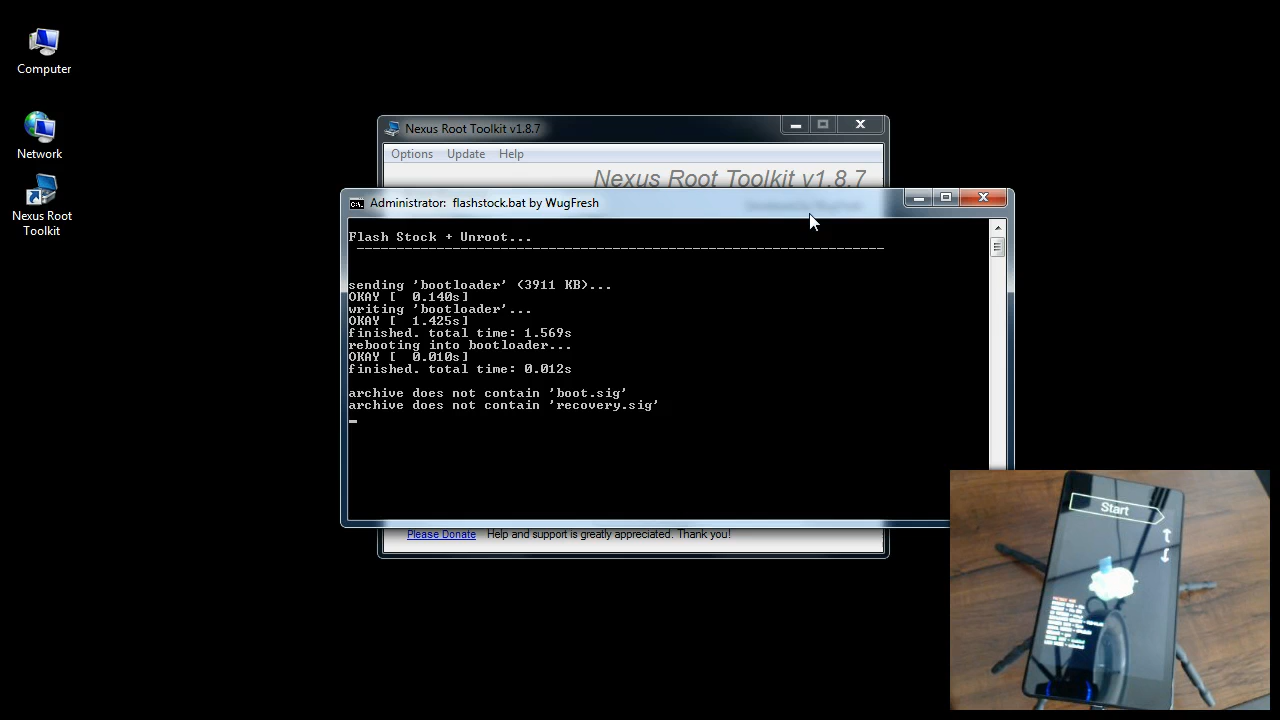 Computer
Network
Nexus Root
Toolkit
Nexus Root Toolkit v1.8.7
Options Update Help
Nexus Root Toolkit v1.8.7
Administrator: flashstock.bat by WugFresh
Flash Stock + Unroot...
--------------------------------------------------------------------
sending 'bootloader' (3911 KB)...
OKAY [ 0.140s]
writing 'bootloader'...
OKAY [ 1.425s]
finished. total time: 1.569s
rebooting into bootloader...
OKAY [ 0.010s]
finished. total time: 0.012s
archive does not contain 'boot.sig'
archive does not contain 'recovery.sig'
Please Donate Help and support is greatly appreciated. Thank you!
Start